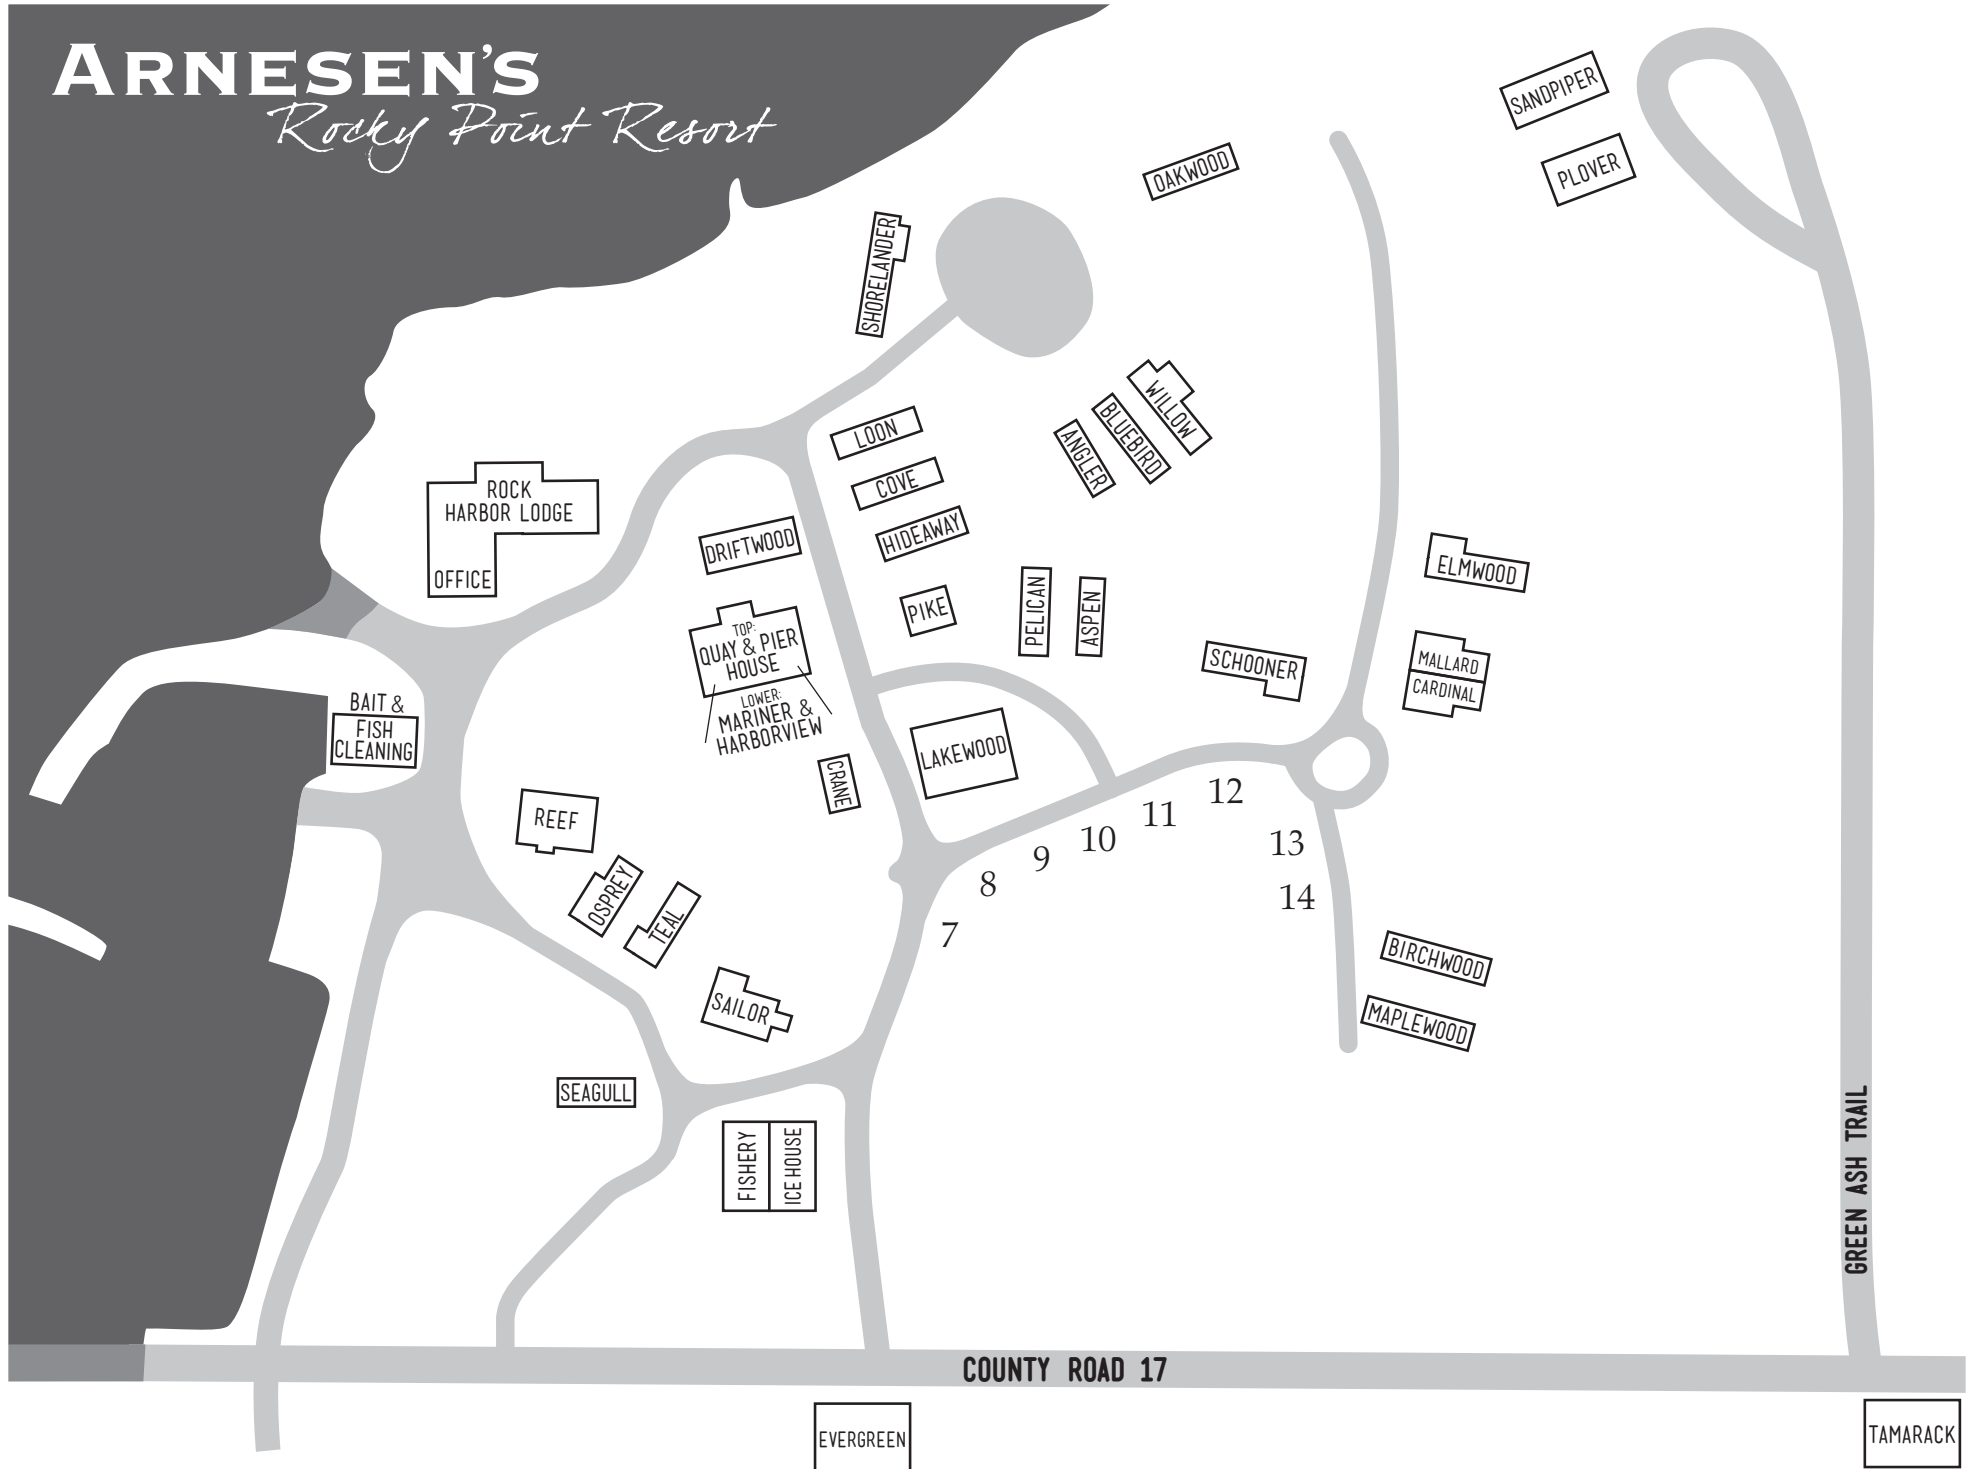 ARNESEN'S
Rocky Point Resort
SANDPIPER
PLOVER
OAKWOOD
SHORELANDER
WILLOW
BLUEBIRD
ANGLER
LOON
COVE
HIDEAWAY
PIKE
ROCK
HARBOR LODGE
OFFICE
DRIFTWOOD
TOP:
QUAY & PIER
HOUSE
LOWER:
MARINER &
HARBORVIEW
PELICAN
ASPEN
ELMWOOD
SCHOONER
MALLARD
CARDINAL
BAIT &
FISH
CLEANING
LAKEWOOD
CRANE
REEF
OSPREY
TEAL
SAILOR
7
8
9
10
11
12
13
14
BIRCHWOOD
MAPLEWOOD
SEAGULL
FISHERY
ICE HOUSE
GREEN ASH TRAIL
COUNTY ROAD 17
EVERGREEN
TAMARACK